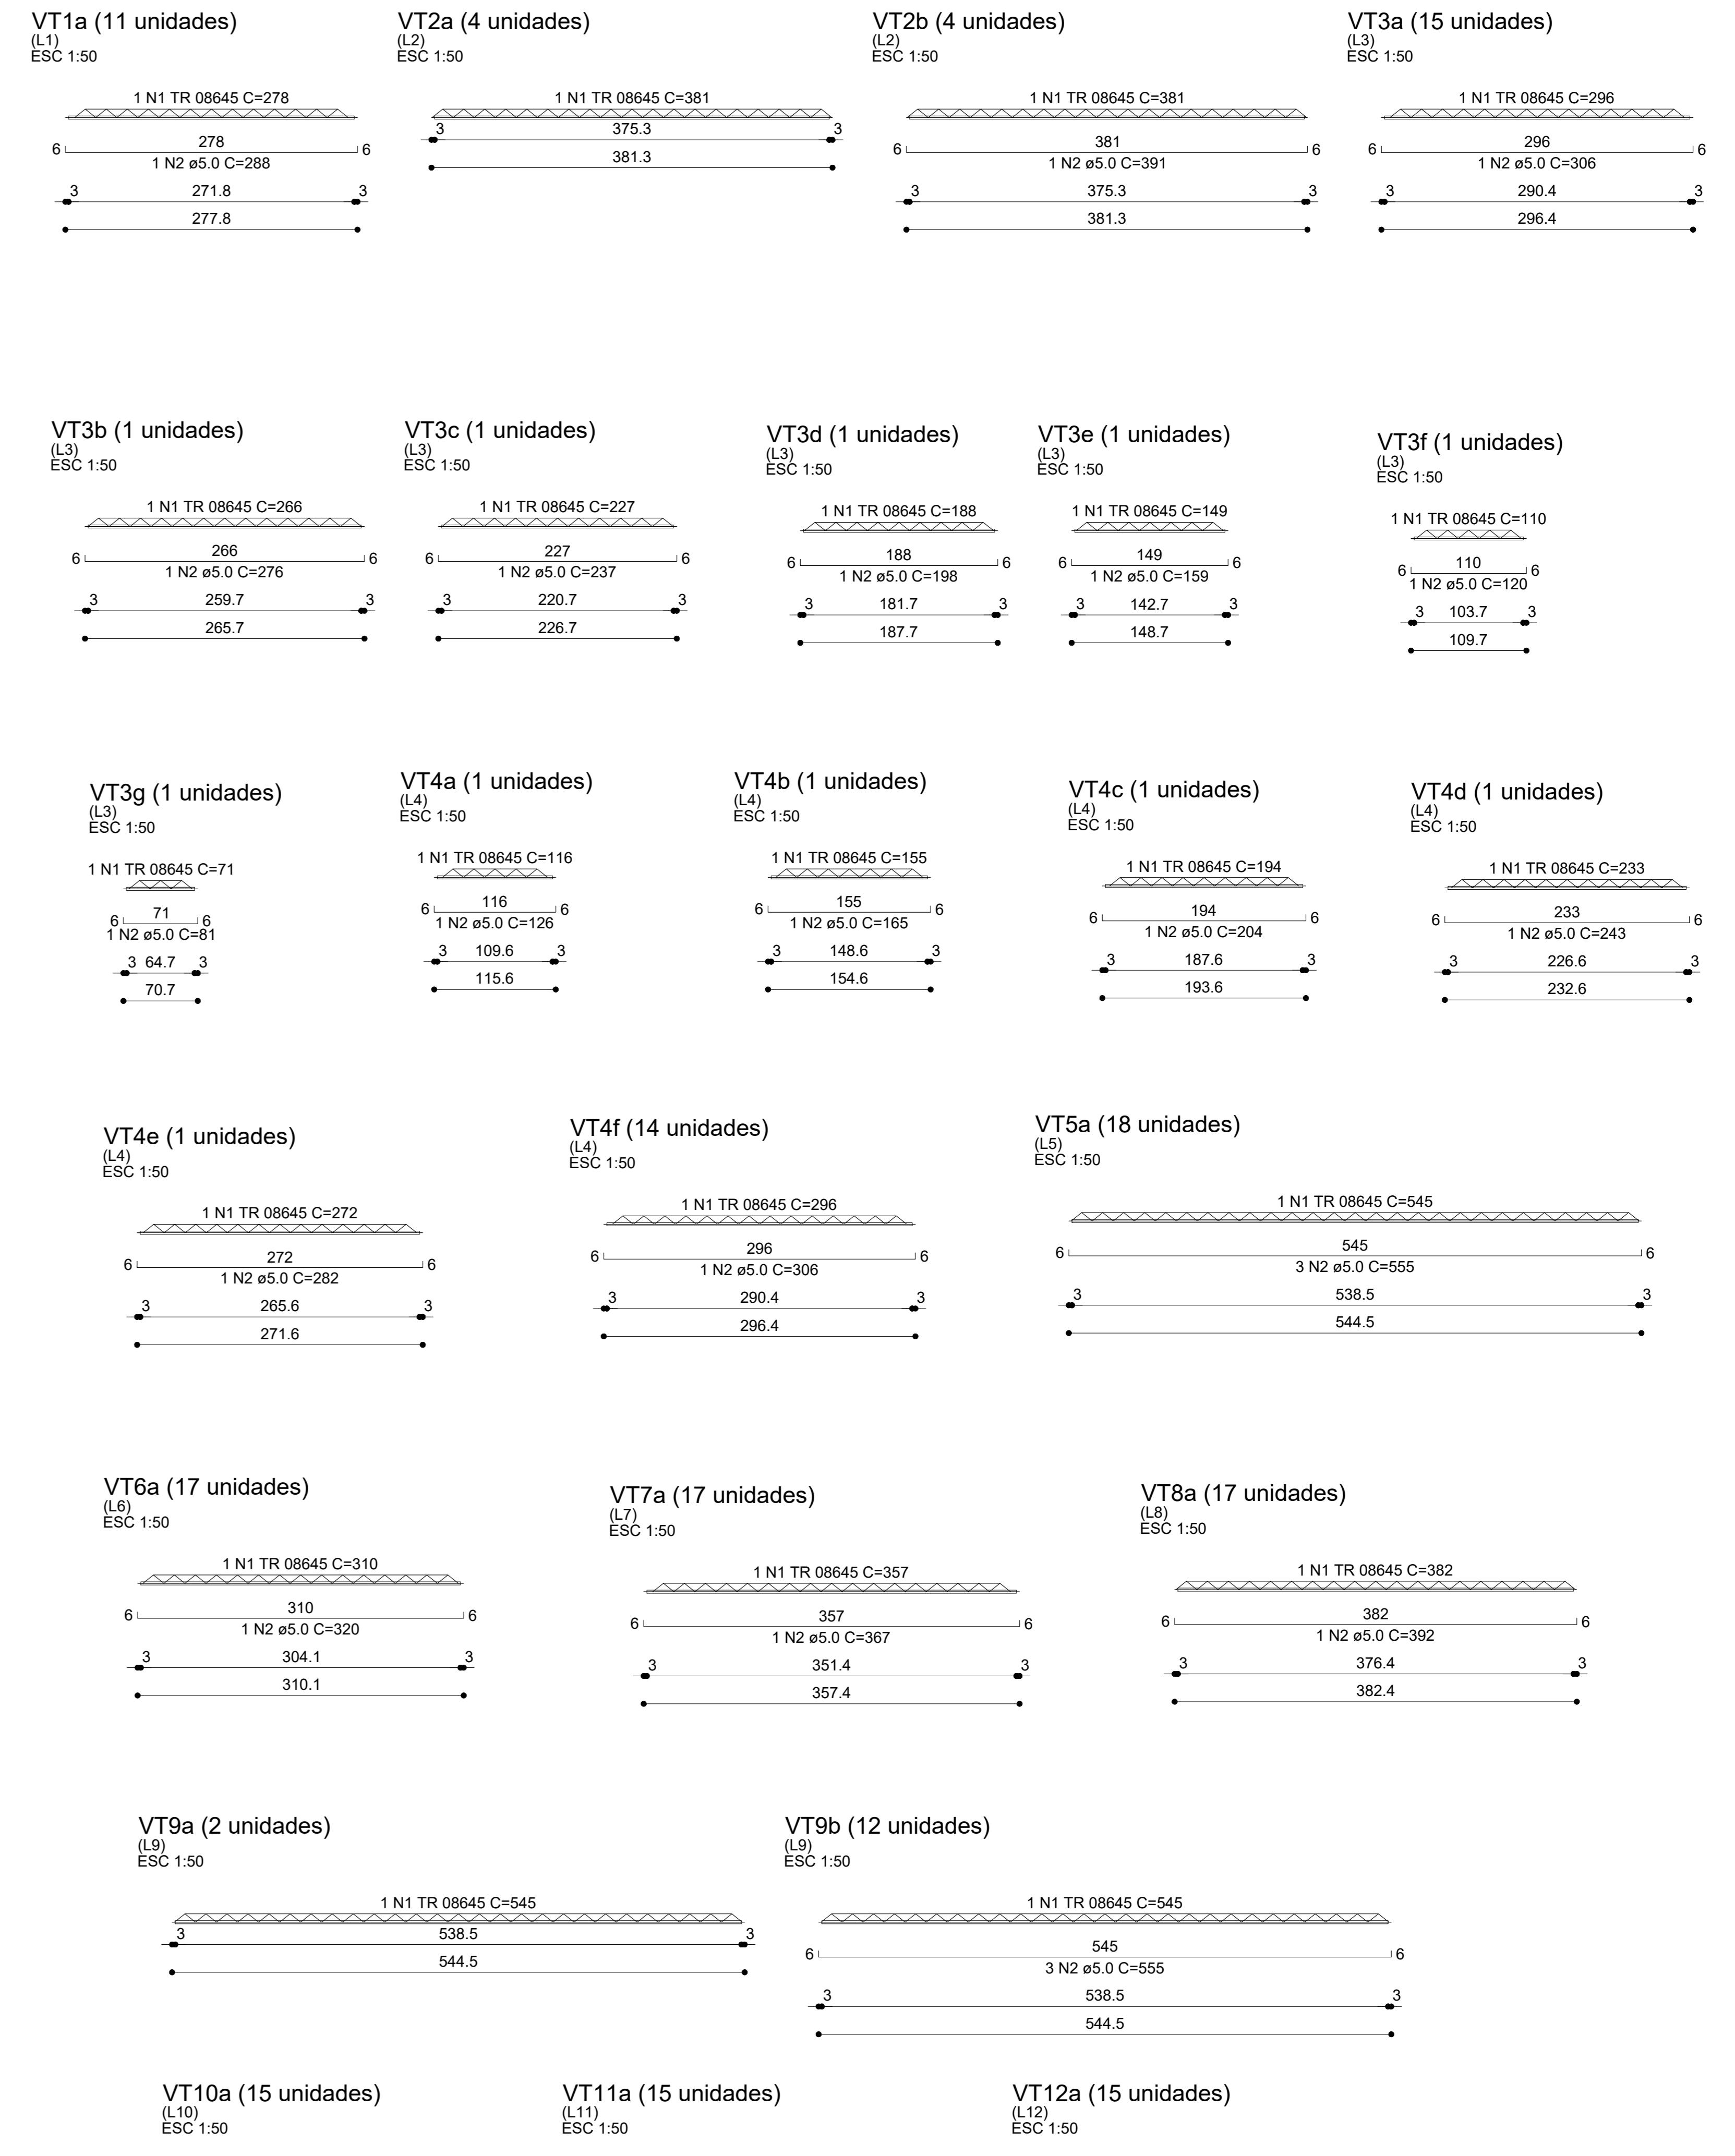 VT1a (11 unidades)
(L1)
ESC 1:50
1 N1 TR 08645 C=278
278
6 6
1 N2 ø5.0 C=288
3 271.8 3
277.8
VT2a (4 unidades)
(L2)
ESC 1:50
1 N1 TR 08645 C=381
3 375.3 3
381.3
VT2b (4 unidades)
(L2)
ESC 1:50
1 N1 TR 08645 C=381
381
6 6
1 N2 ø5.0 C=391
3 375.3 3
381.3
VT3a (15 unidades)
(L3)
ESC 1:50
1 N1 TR 08645 C=296
296
6 6
1 N2 ø5.0 C=306
3 290.4 3
296.4
VT3b (1 unidades)
(L3)
ESC 1:50
1 N1 TR 08645 C=266
266
6 6
1 N2 ø5.0 C=276
3 259.7 3
265.7
VT3c (1 unidades)
(L3)
ESC 1:50
1 N1 TR 08645 C=227
227
6 6
1 N2 ø5.0 C=237
3 220.7 3
226.7
VT3d (1 unidades)
(L3)
ESC 1:50
1 N1 TR 08645 C=188
188
6 6
1 N2 ø5.0 C=198
3 181.7 3
187.7
VT3e (1 unidades)
(L3)
ESC 1:50
1 N1 TR 08645 C=149
149
6 6
1 N2 ø5.0 C=159
3 142.7 3
148.7
VT3f (1 unidades)
(L3)
ESC 1:50
1 N1 TR 08645 C=110
110
6 6
1 N2 ø5.0 C=120
3 103.7 3
109.7
VT3g (1 unidades)
(L3)
ESC 1:50
1 N1 TR 08645 C=71
71
6 6
1 N2 ø5.0 C=81
3 64.7 3
70.7
VT4a (1 unidades)
(L4)
ESC 1:50
1 N1 TR 08645 C=116
116
6 6
1 N2 ø5.0 C=126
3 109.6 3
115.6
VT4b (1 unidades)
(L4)
ESC 1:50
1 N1 TR 08645 C=155
155
6 6
1 N2 ø5.0 C=165
3 148.6 3
154.6
VT4c (1 unidades)
(L4)
ESC 1:50
1 N1 TR 08645 C=194
194
6 6
1 N2 ø5.0 C=204
3 187.6 3
193.6
VT4d (1 unidades)
(L4)
ESC 1:50
1 N1 TR 08645 C=233
233
6 6
1 N2 ø5.0 C=243
3 226.6 3
232.6
VT4e (1 unidades)
(L4)
ESC 1:50
1 N1 TR 08645 C=272
272
6 6
1 N2 ø5.0 C=282
3 265.6 3
271.6
VT4f (14 unidades)
(L4)
ESC 1:50
1 N1 TR 08645 C=296
296
6 6
1 N2 ø5.0 C=306
3 290.4 3
296.4
VT5a (18 unidades)
(L5)
ESC 1:50
1 N1 TR 08645 C=545
545
6 6
3 N2 ø5.0 C=555
3 538.5 3
544.5
VT6a (17 unidades)
(L6)
ESC 1:50
1 N1 TR 08645 C=310
310
6 6
1 N2 ø5.0 C=320
3 304.1 3
310.1
VT7a (17 unidades)
(L7)
ESC 1:50
1 N1 TR 08645 C=357
357
6 6
1 N2 ø5.0 C=367
3 351.4 3
357.4
VT8a (17 unidades)
(L8)
ESC 1:50
1 N1 TR 08645 C=382
382
6 6
1 N2 ø5.0 C=392
3 376.4 3
382.4
VT9a (2 unidades)
(L9)
ESC 1:50
1 N1 TR 08645 C=545
3 538.5 3
544.5
VT9b (12 unidades)
(L9)
ESC 1:50
1 N1 TR 08645 C=545
545
6 6
3 N2 ø5.0 C=555
3 538.5 3
544.5
VT10a (15 unidades)
(L10)
ESC 1:50
VT11a (15 unidades)
(L11)
ESC 1:50
VT12a (15 unidades)
(L12)
ESC 1:50